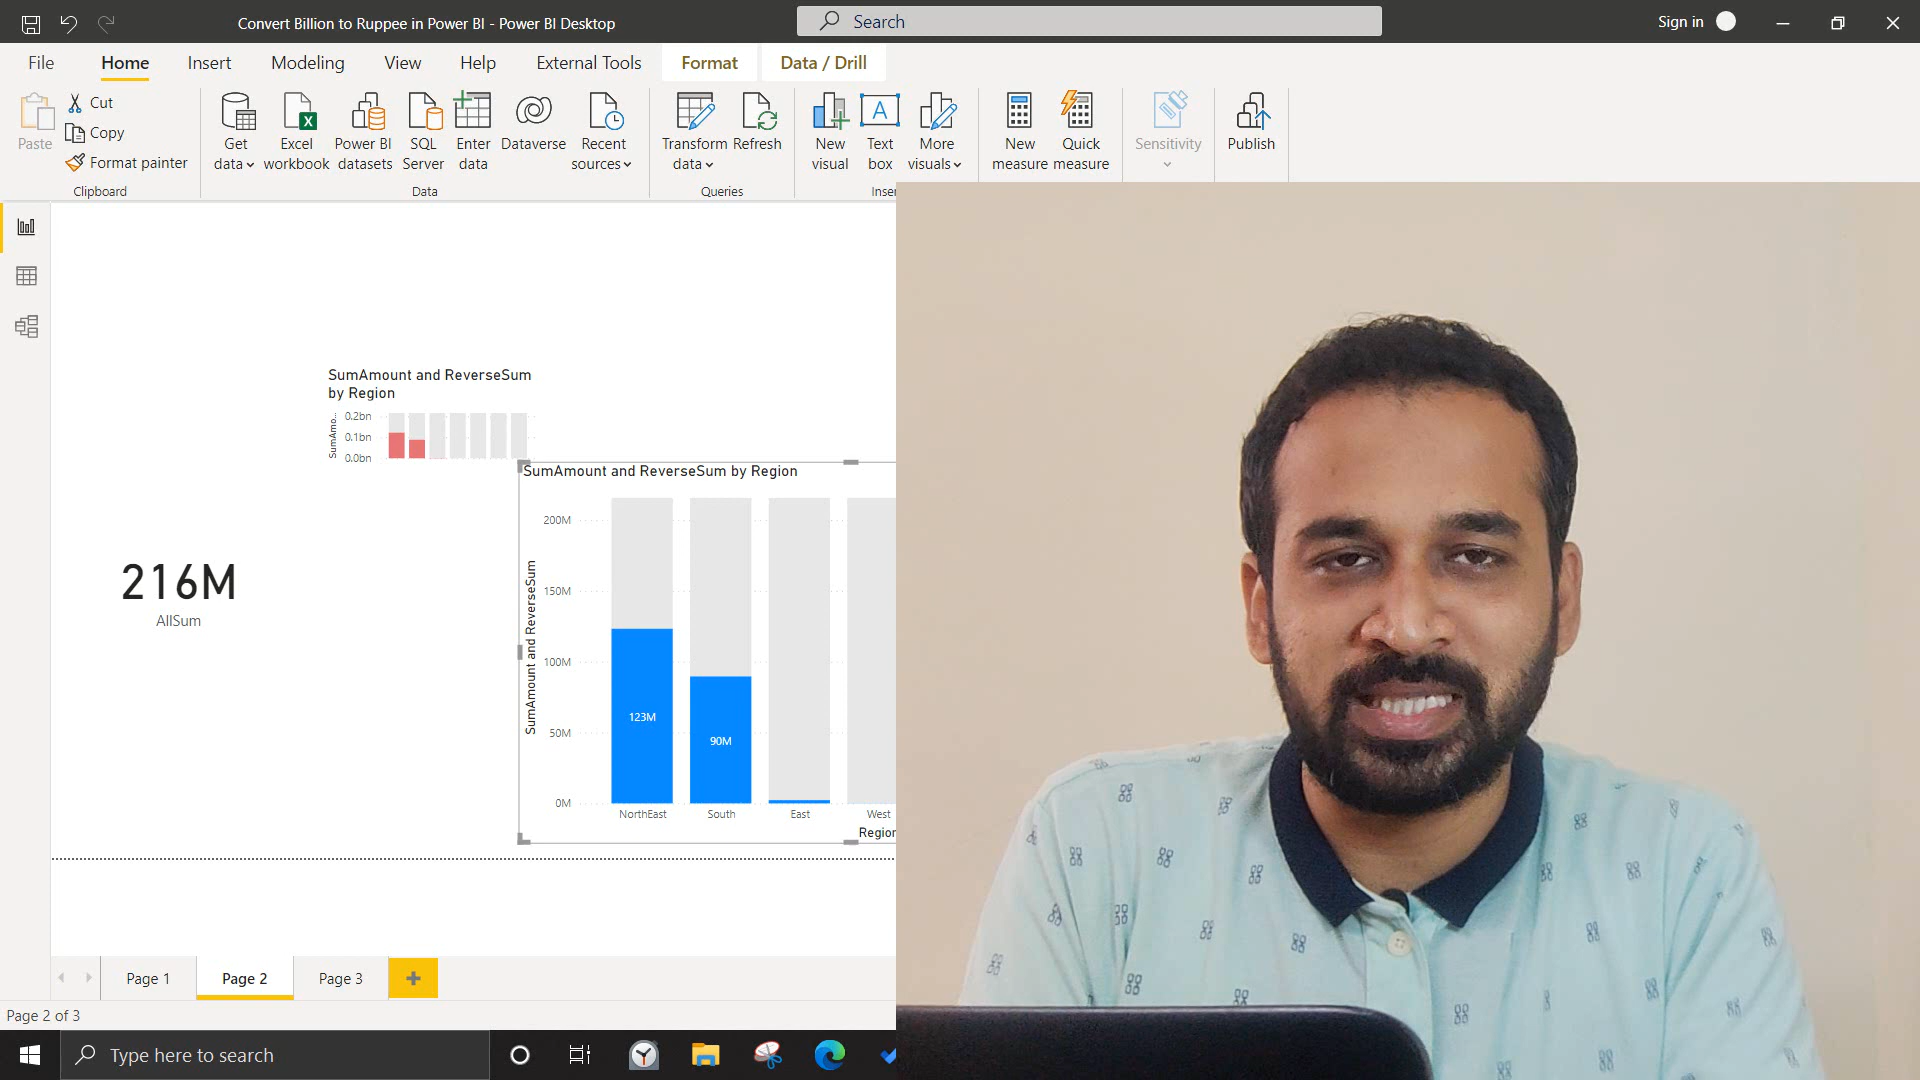 Convert Billion to Ruppee in Power BI - Power BI Desktop
Search
Sign in
File Home Insert Modeling View Help External Tools Format Data / Drill
Paste
Cut
Copy
Format painter
Clipboard
Get data
Excel workbook
Power BI datasets
SQL Server
Enter data
Dataverse
Recent sources
Data
Transform data
Refresh
Queries
New visual
Text box
More visuals
New measure
Quick measure
Sensitivity
Publish
SumAmount and ReverseSum
by Region
SumAmo...
0.2bn
0.1bn
0.0bn
216M
AllSum
SumAmount and ReverseSum by Region
SumAmount and ReverseSum
200M
150M
100M
50M
0M
123M
90M
NorthEast South East West
Region
Page 1 Page 2 Page 3
Page 2 of 3
Type here to search